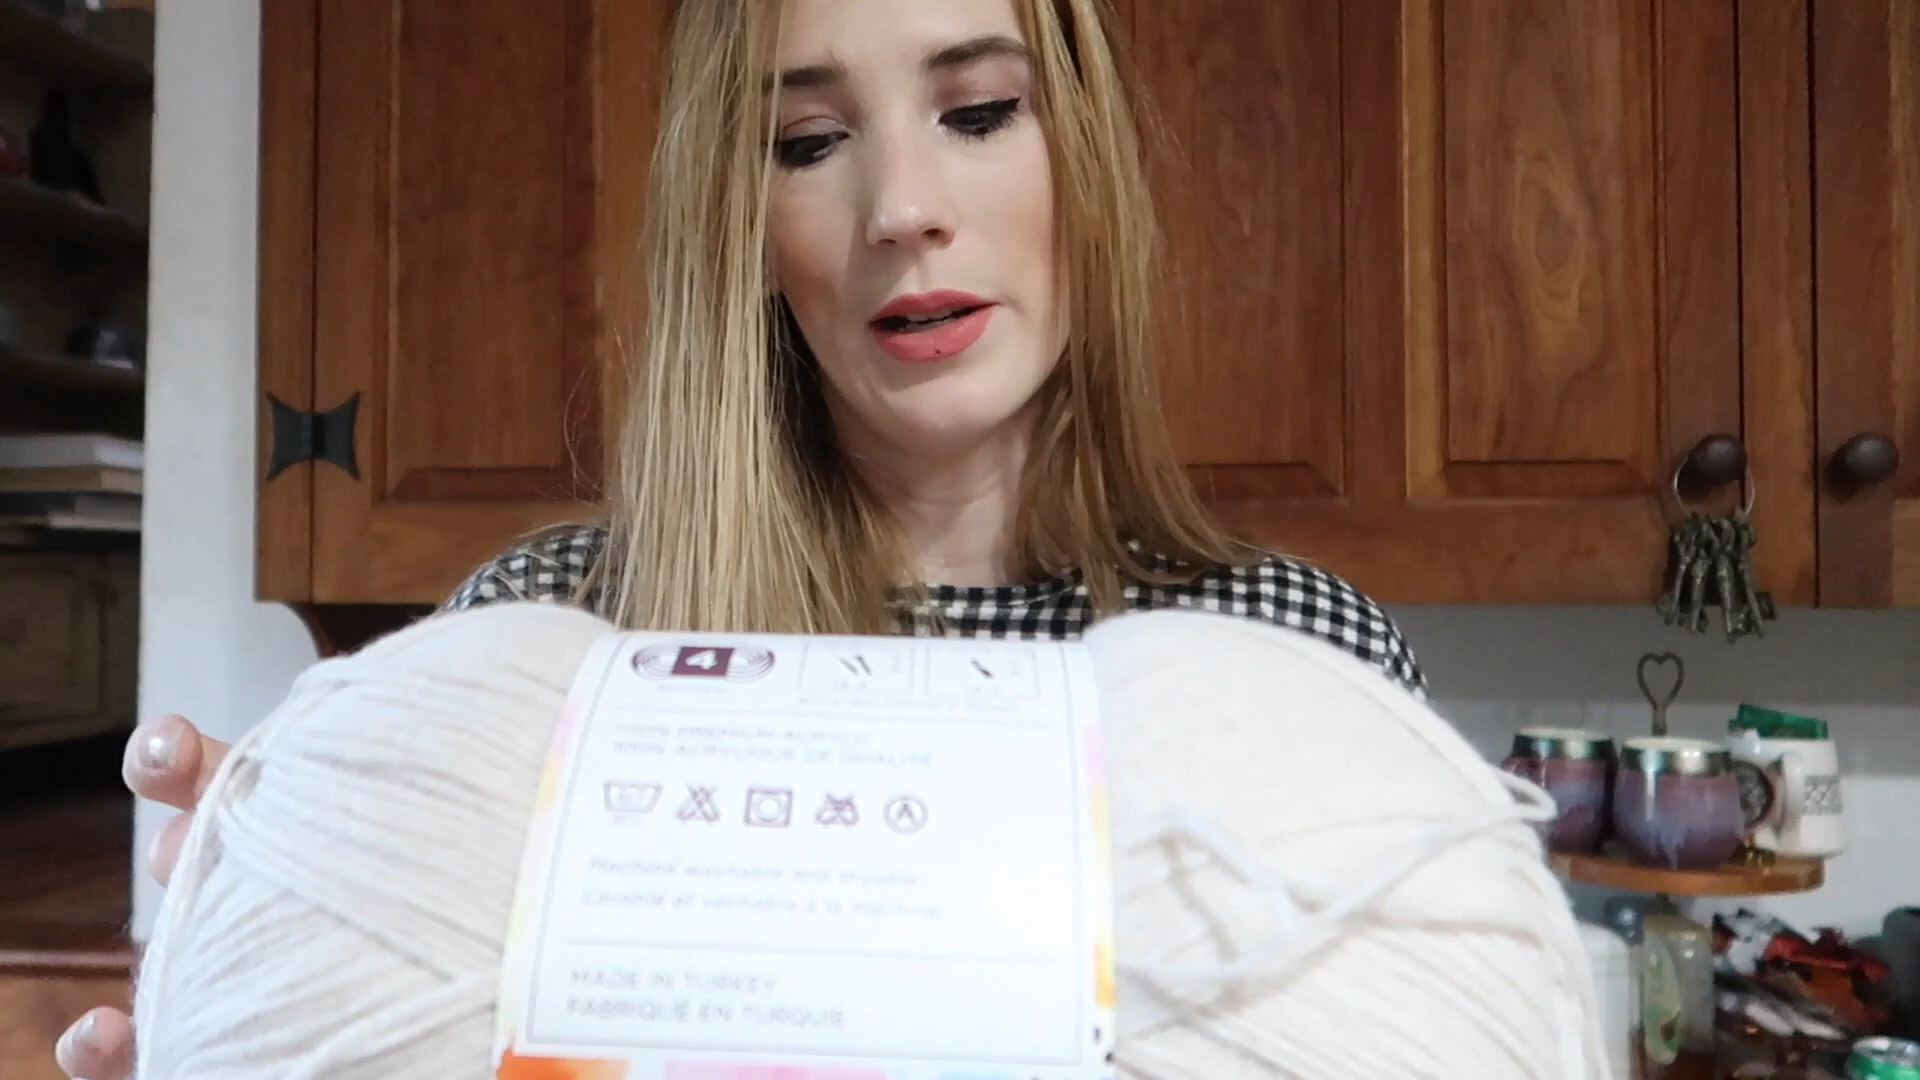 4
100% PREMIUM ACRYLIC
100% ACRYLIQUE DE QUALITÉ
Machine washable and dryable
Lavable et séchable à la machine
MADE IN TURKEY
FABRIQUÉ EN TURQUIE